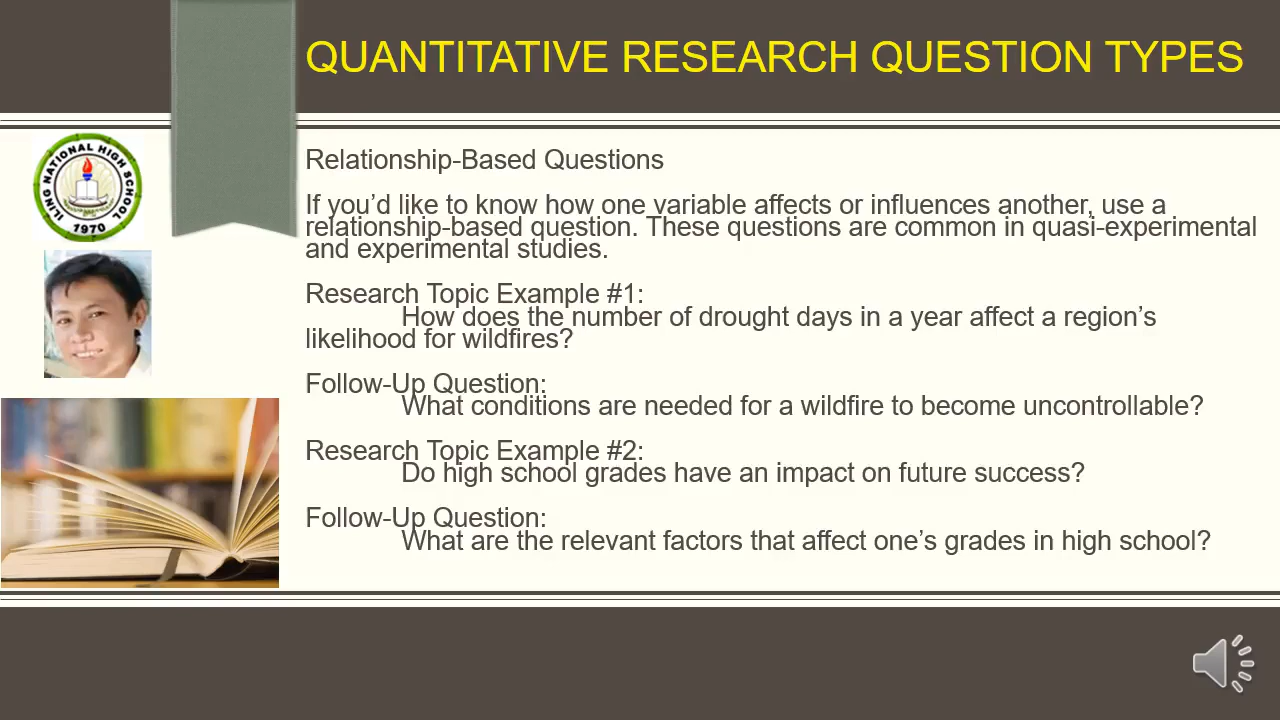 QUANTITATIVE RESEARCH QUESTION TYPES
ILING NATIONAL HIGH SCHOOL
1970
Relationship-Based Questions
If you’d like to know how one variable affects or influences another, use a
relationship-based question. These questions are common in quasi-experimental
and experimental studies.
Research Topic Example #1:
How does the number of drought days in a year affect a region’s
likelihood for wildfires?
Follow-Up Question:
What conditions are needed for a wildfire to become uncontrollable?
Research Topic Example #2:
Do high school grades have an impact on future success?
Follow-Up Question:
What are the relevant factors that affect one’s grades in high school?